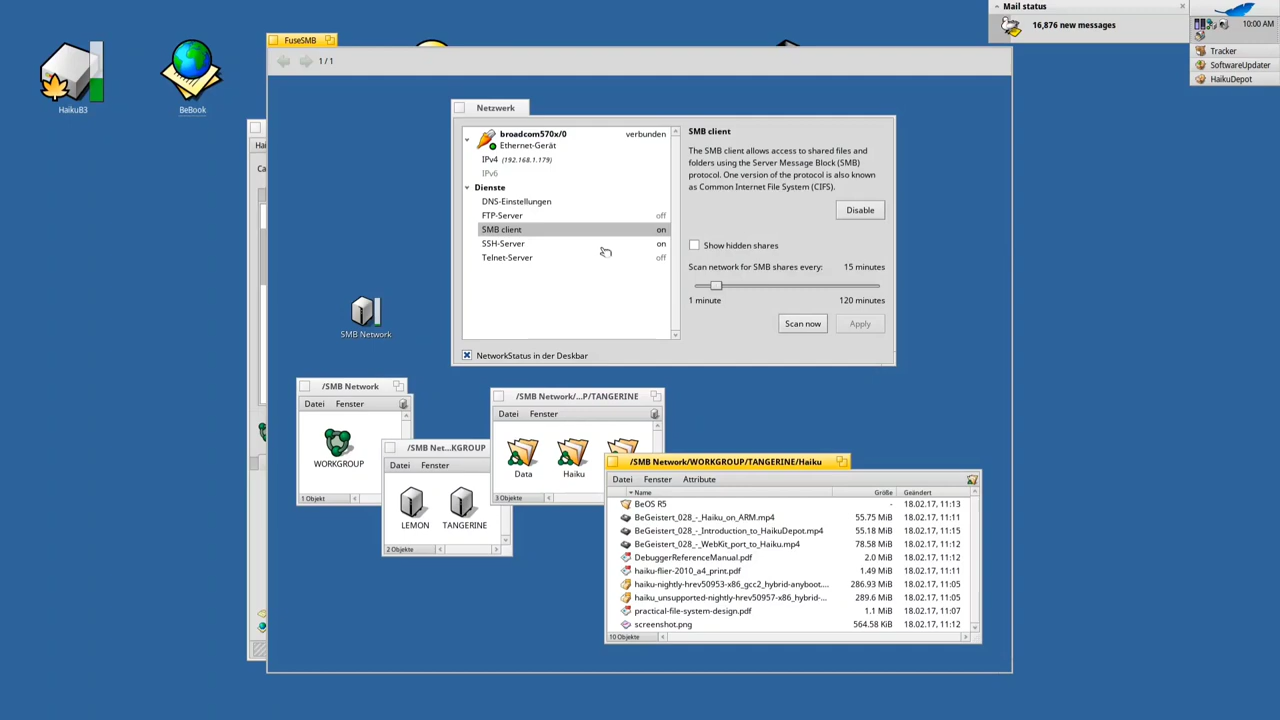 Mail status
16,876 new messages
10:00 AM
Tracker
SoftwareUpdater
HaikuDepot
HaikuB3
BeBook
FuseSMB
1 / 1
Hai
Ca
Netzwerk
broadcom570x/0 verbunden
Ethernet-Gerät
IPv4 (192.168.1.179)
IPv6
Dienste
DNS-Einstellungen
FTP-Server off
SMB client on
SSH-Server on
Telnet-Server off
NetworkStatus in der Deskbar
SMB client
The SMB client allows access to shared files and
folders using the Server Message Block (SMB)
protocol. One version of the protocol is also known
as Common Internet File System (CIFS).
Disable
Show hidden shares
Scan network for SMB shares every: 15 minutes
1 minute 120 minutes
Scan now Apply
SMB Network
/SMB Network
Datei Fenster
WORKGROUP
1 Objekt
/SMB Net...KGROUP
Datei Fenster
LEMON TANGERINE
2 Objekte
/SMB Network/...P/TANGERINE
Datei Fenster
Data Haiku
3 Objekte
/SMB Network/WORKGROUP/TANGERINE/Haiku
Datei Fenster Attribute
Name Größe Geändert
BeOS R5 - 18.02.17, 11:13
BeGeistert_028_-_Haiku_on_ARM.mp4 55.75 MiB 18.02.17, 11:13
BeGeistert_028_-_Introduction_to_HaikuDepot.mp4 55.18 MiB 18.02.17, 11:15
BeGeistert_028_-_WebKit_port_to_Haiku.mp4 78.58 MiB 18.02.17, 11:12
DebuggerReferenceManual.pdf 2.0 MiB 18.02.17, 11:12
haiku-flier-2010_a4_print.pdf 1.49 MiB 18.02.17, 11:11
haiku-nightly-hrev50953-x86_gcc2_hybrid-anyboot.... 286.93 MiB 18.02.17, 11:05
haiku_unsupported-nightly-hrev50957-x86_hybrid-... 289.6 MiB 18.02.17, 11:05
practical-file-system-design.pdf 1.1 MiB 18.02.17, 11:07
screenshot.png 564.58 KiB 18.02.17, 11:12
10 Objekte